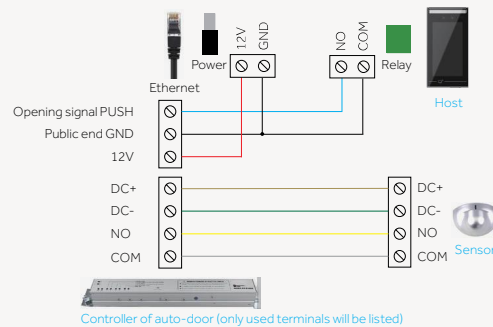 12V
GND
NO
COM
Power
Relay
Ethernet
Host
Opening signal PUSH
Public end GND
12V
DC+
DC+
DC-
DC-
NO
NO
COM
COM
Sensor
Controller of auto-door (only used terminals will be listed)